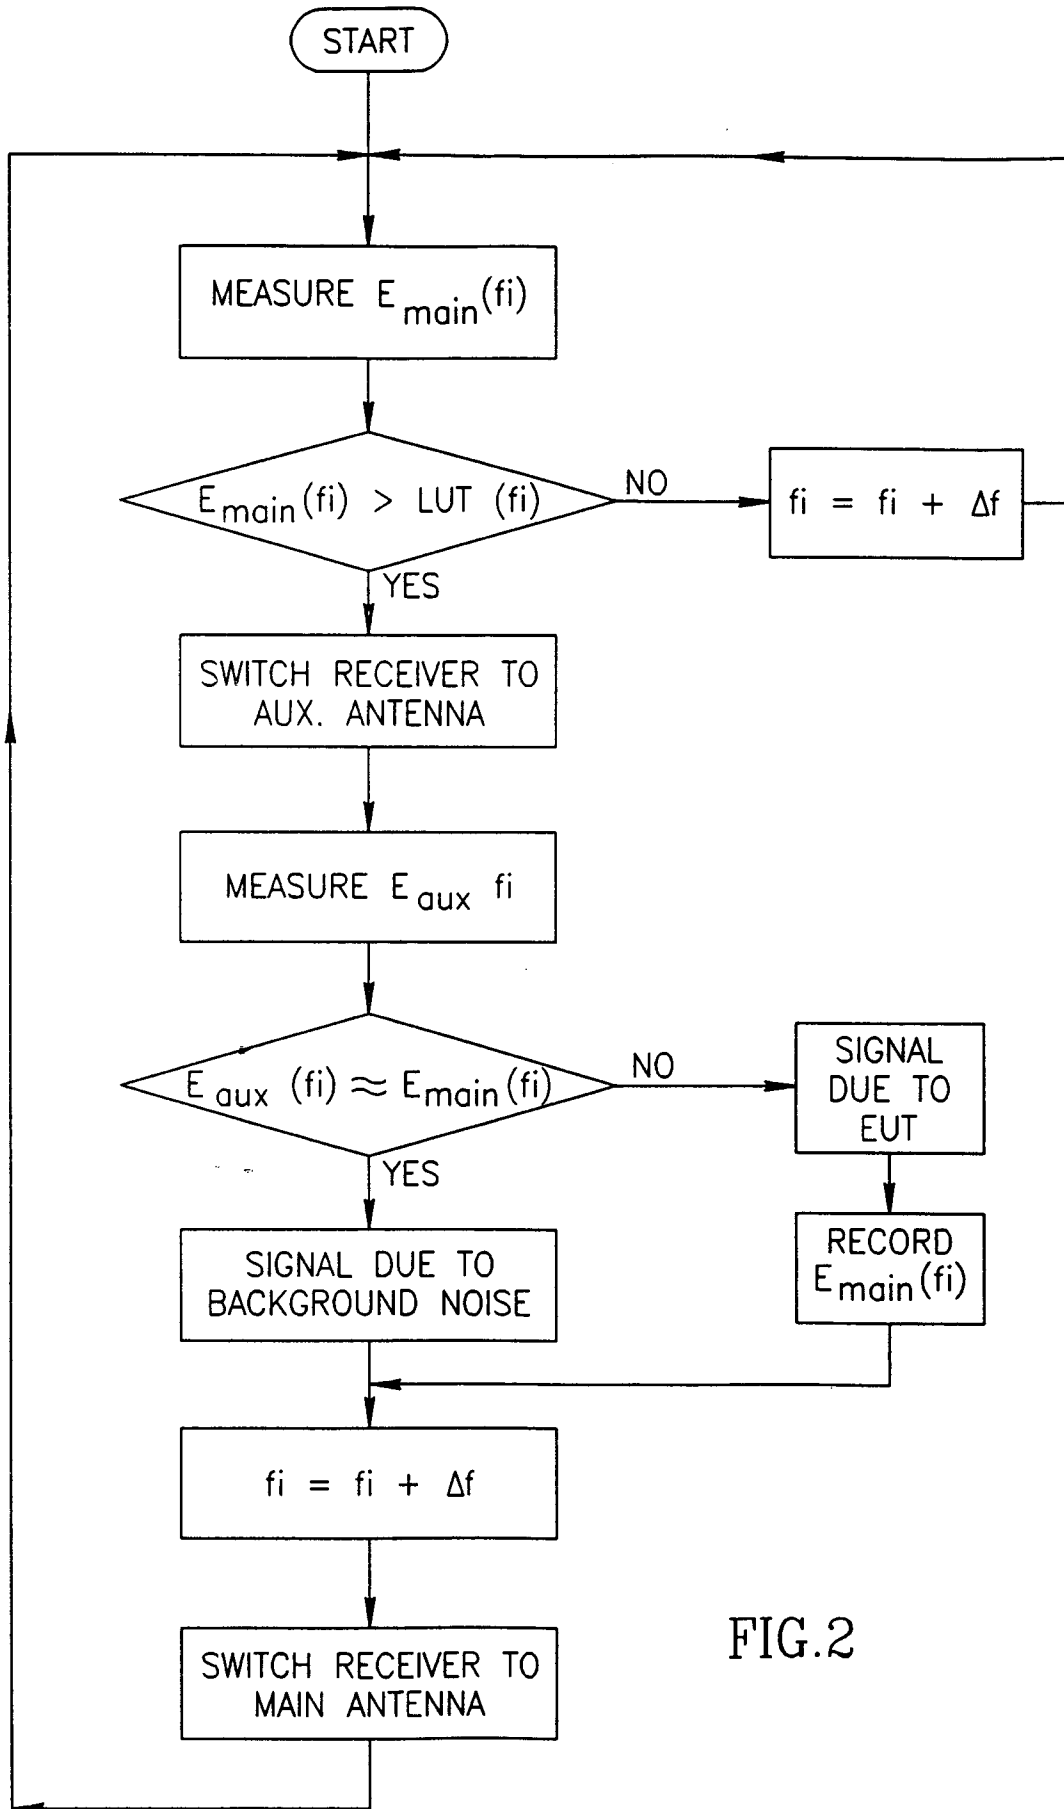 START
MEASURE E main (fi)
E main (fi) > LUT (fi)
NO
fi = fi + Δf
YES
SWITCH RECEIVER TO
AUX. ANTENNA
MEASURE E aux fi
E aux (fi) ≈ E main (fi)
NO
SIGNAL
DUE TO
EUT
YES
RECORD
E main (fi)
SIGNAL DUE TO
BACKGROUND NOISE
fi = fi + Δf
SWITCH RECEIVER TO
MAIN ANTENNA
FIG.2